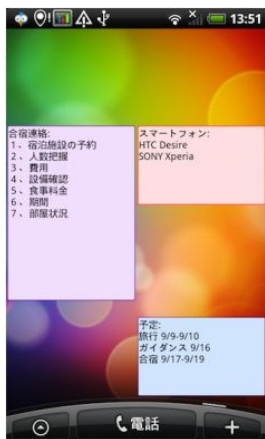 13:51
合宿連絡:
1、宿泊施設の予約
2、人数把握
3、費用
4、設備確認
5、食事料金
6、期間
7、部屋状況
スマートフォン:
HTC Desire
SONY Xperia
予定:
旅行 9/9-9/10
ガイダンス 9/16
合宿 9/17-9/19
電話